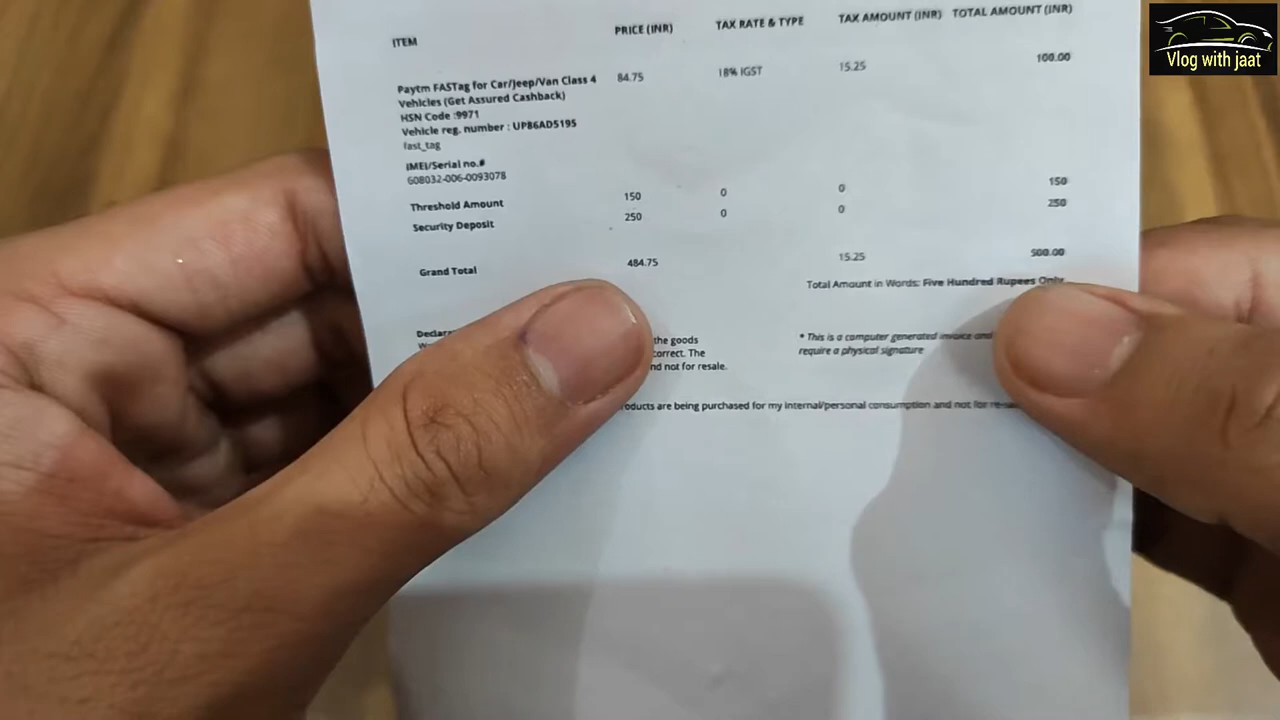 Vlog with jaat
ITEM PRICE (INR) TAX RATE & TYPE TAX AMOUNT (INR) TOTAL AMOUNT (INR)
Paytm FASTag for Car/Jeep/Van Class 4 84.75 18% IGST 15.25 100.00
Vehicles (Get Assured Cashback)
HSN Code :9971
Vehicle reg. number : UP86AD5195
fast_tag
IMEI/Serial no.#
608032-006-0093078
Threshold Amount 150 0 0 150
Security Deposit 250 0 0 250
Grand Total 484.75 15.25 500.00
Total Amount in Words: Five Hundred Rupees Only
the goods * This is a computer generated invoice and
correct. The require a physical signature
and not for resale.
products are being purchased for my internal/personal consumption and not for